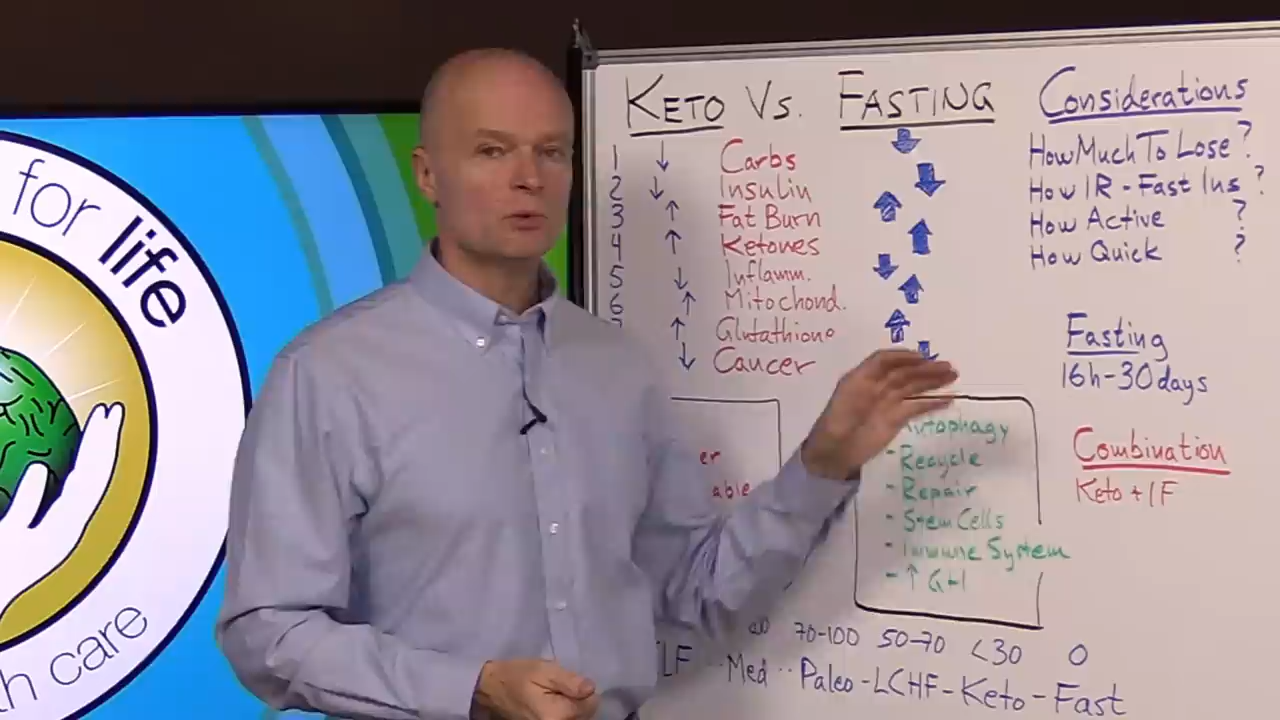 for life
th care
KETO VS. FASTING
1 ↓ Carbs ↓
2 ↓ Insulin ↓
3 ↑ Fat Burn ↑
4 ↑ Ketones ↑
5 ↓ Inflamm. ↓
6 ↑ Mitochond. ↑
↑ Glutathione ↑
↓ Cancer ↓
er
able
Autophagy
- Recycle
- Repair
- Stem Cells
- Immune System
- ↑ GH
Considerations
How Much To Lose?
How IR - Fast Ins ?
How Active ?
How Quick ?
Fasting
16h-30days
Combination
Keto + IF
70-100 50-70 <30 0
LF ·· Med ·· Paleo - LCHF - Keto - Fast